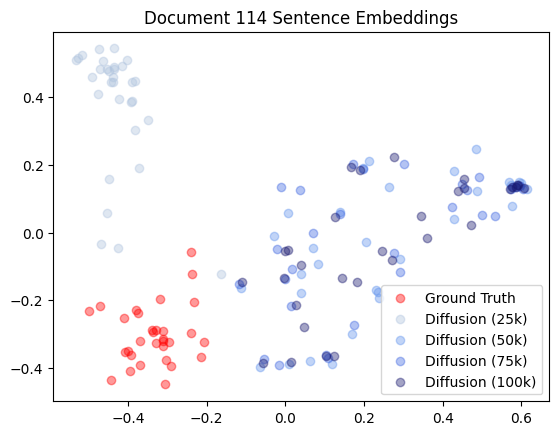 Document 114 Sentence Embeddings
0.4
0.2
0.0
−0.2
−0.4
−0.4
−0.2
0.0
0.2
0.4
0.6
Ground Truth
Diffusion (25k)
Diffusion (50k)
Diffusion (75k)
Diffusion (100k)